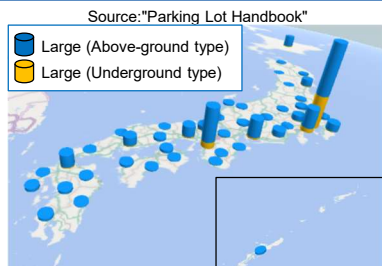 Source:"Parking Lot Handbook"
Large (Above-ground type)
Large (Underground type)